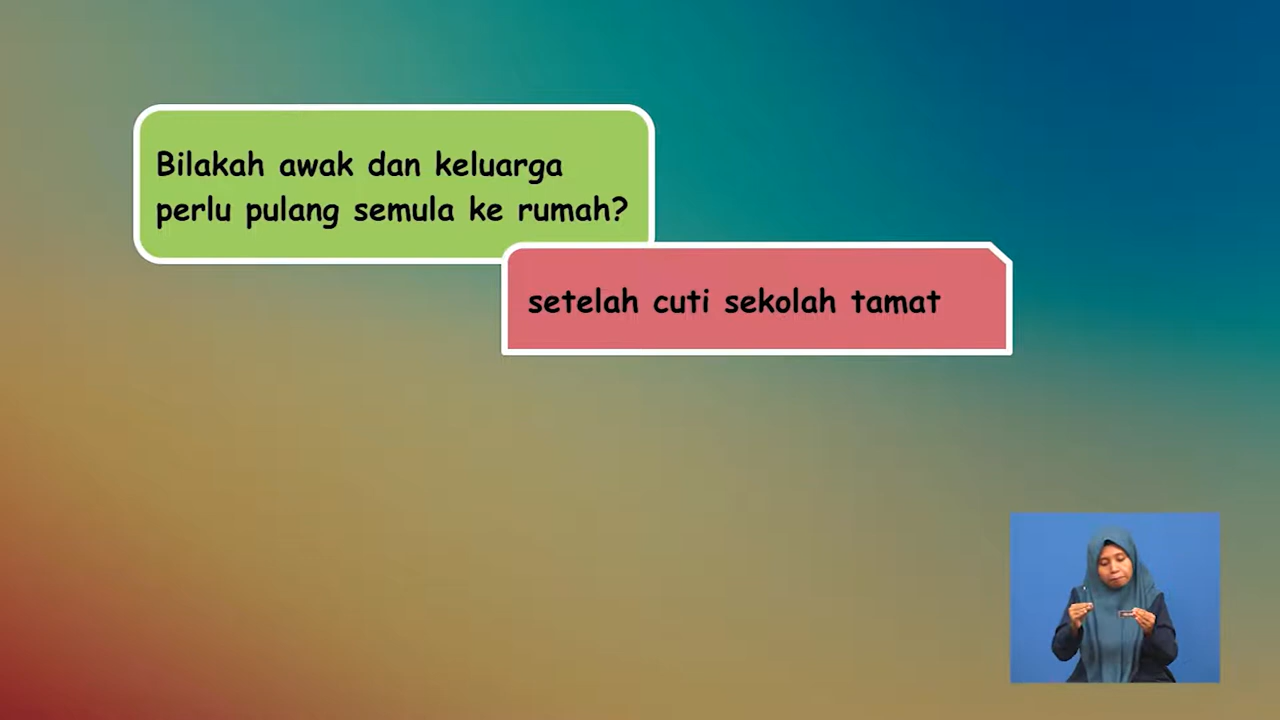 Bilakah awak dan keluarga
perlu pulang semula ke rumah?
setelah cuti sekolah tamat